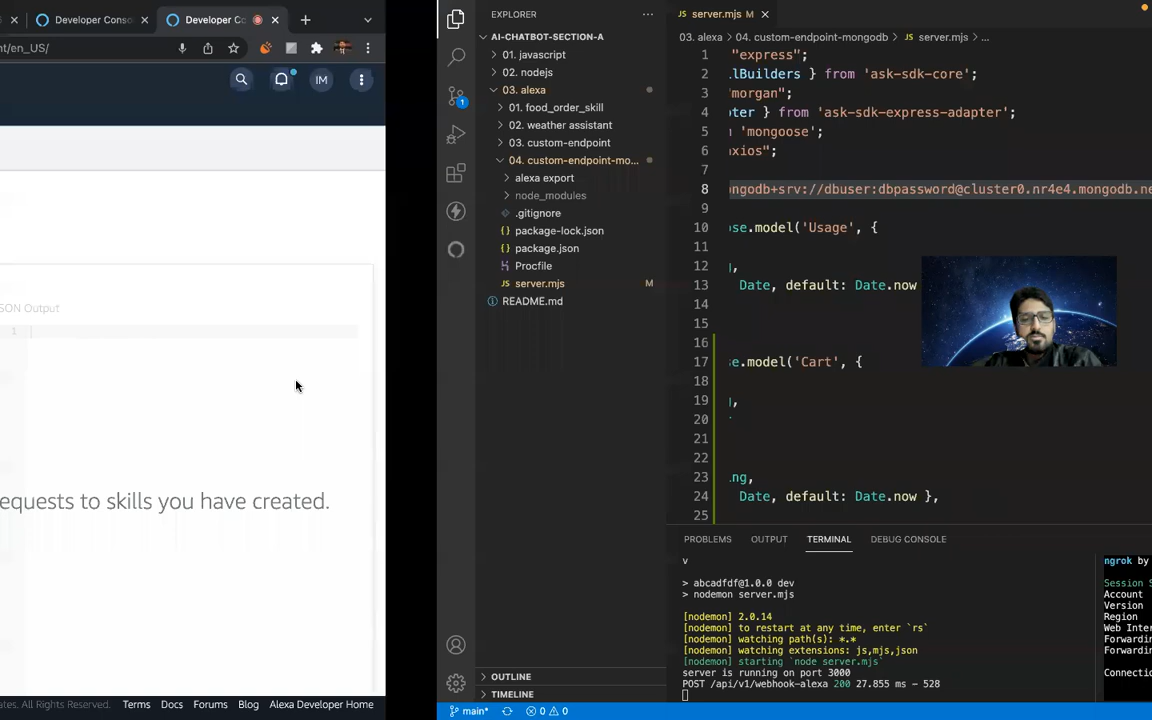 Developer Conso
Developer Co
nt/en_US/
IM
SON Output
1
equests to skills you have created.
ates. All Rights Reserved.
Terms
Docs
Forums
Blog
Alexa Developer Home
EXPLORER
AI-CHATBOT-SECTION-A
01. javascript
02. nodejs
03. alexa
01. food_order_skill
02. weather assistant
03. custom-endpoint
04. custom-endpoint-mo...
alexa export
node_modules
.gitignore
package-lock.json
package.json
Procfile
server.mjs M
README.md
OUTLINE
TIMELINE
main*
0 0
1
server.mjs M
03. alexa > 04. custom-endpoint-mongodb > server.mjs > ...
1 "express";
2 llBuilders } from 'ask-sdk-core';
3 "morgan";
4 pter } from 'ask-sdk-express-adapter';
5 n 'mongoose';
6 axios";
7
8 ongodb+srv://dbuser:dbpassword@cluster0.nr4e4.mongodb.ne
9
10 ose.model('Usage', {
11
12 g,
13 Date, default: Date.now
14
15
16
17 e.model('Cart', {
18
19 g,
20
21
22
23 ng,
24 Date, default: Date.now },
25
PROBLEMS
OUTPUT
TERMINAL
DEBUG CONSOLE
v
> abcadfdf@1.0.0 dev
> nodemon server.mjs
[nodemon] 2.0.14
[nodemon] to restart at any time, enter `rs`
[nodemon] watching path(s): *.*
[nodemon] watching extensions: js,mjs,json
[nodemon] starting `node server.mjs`
server is running on port 3000
POST /api/v1/webhook-alexa 200 27.855 ms - 528
ngrok by
Session S
Account
Version
Region
Web Inter
Forwardin
Forwardin
Connectio